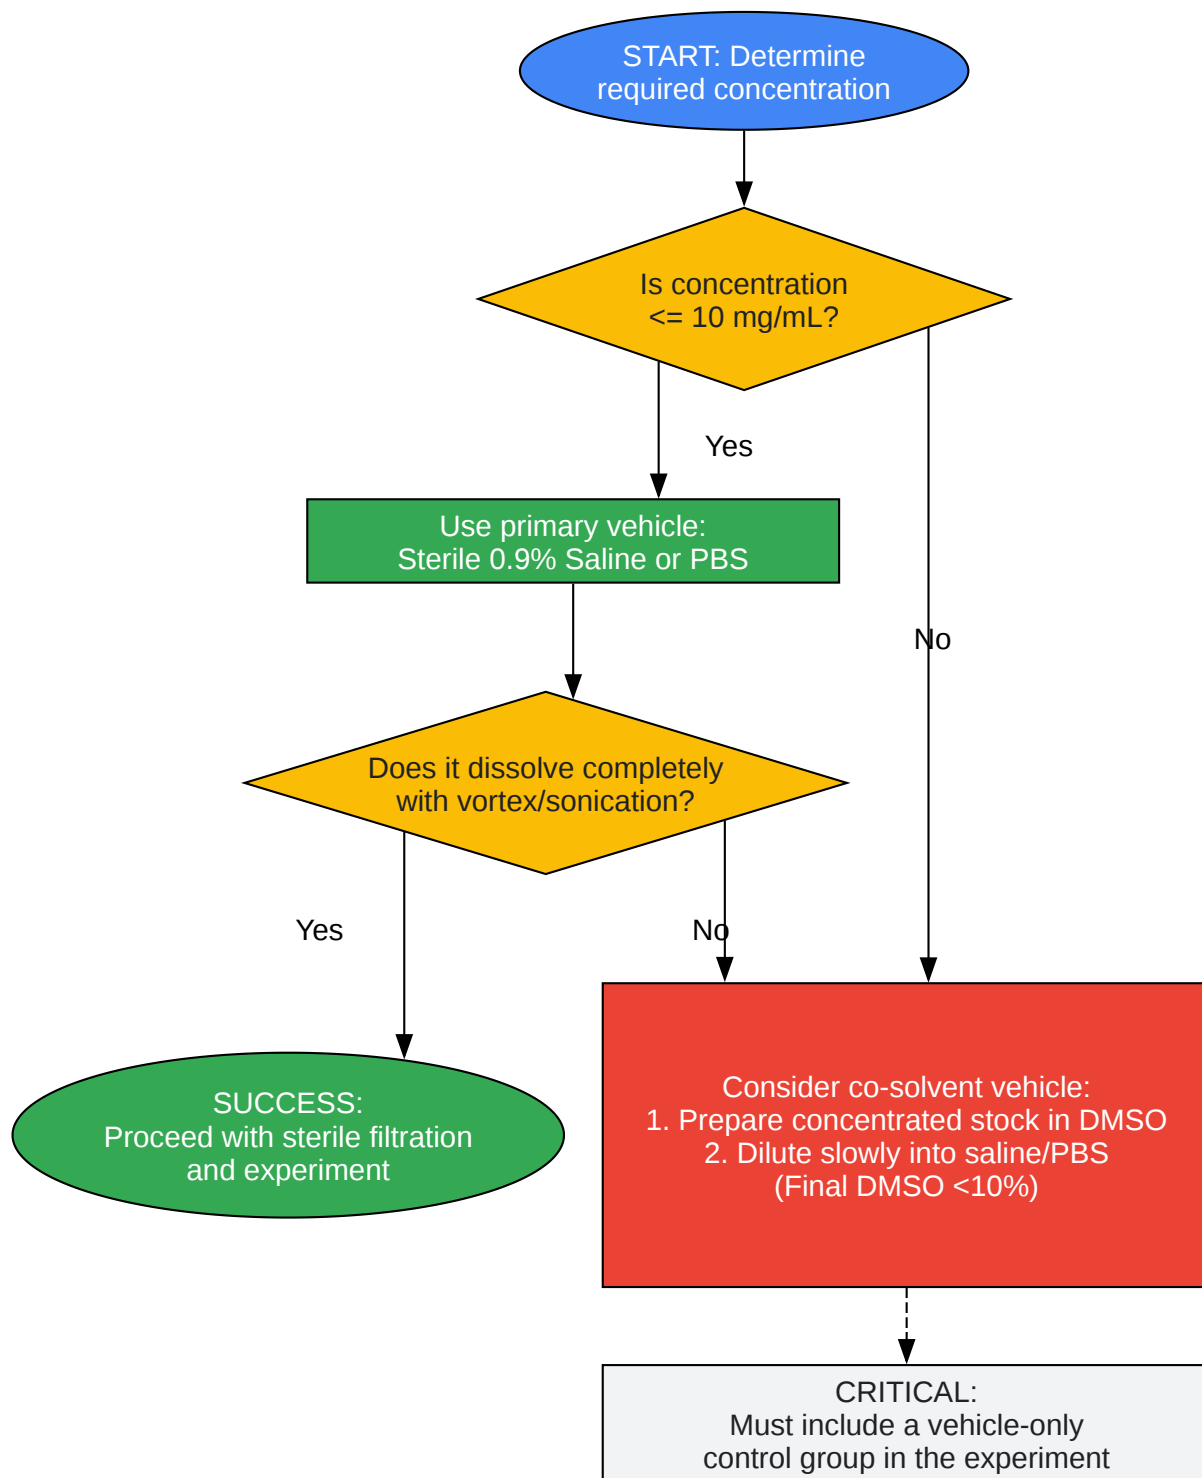 START: Determine
required concentration
Is concentration
<= 10 mg/mL?
Yes
Use primary vehicle:
Sterile 0.9% Saline or PBS
No
Does it dissolve completely
with vortex/sonication?
Yes
No
SUCCESS:
Proceed with sterile filtration
and experiment
Consider co-solvent vehicle:
1. Prepare concentrated stock in DMSO
2. Dilute slowly into saline/PBS
(Final DMSO <10%)
CRITICAL:
Must include a vehicle-only
control group in the experiment